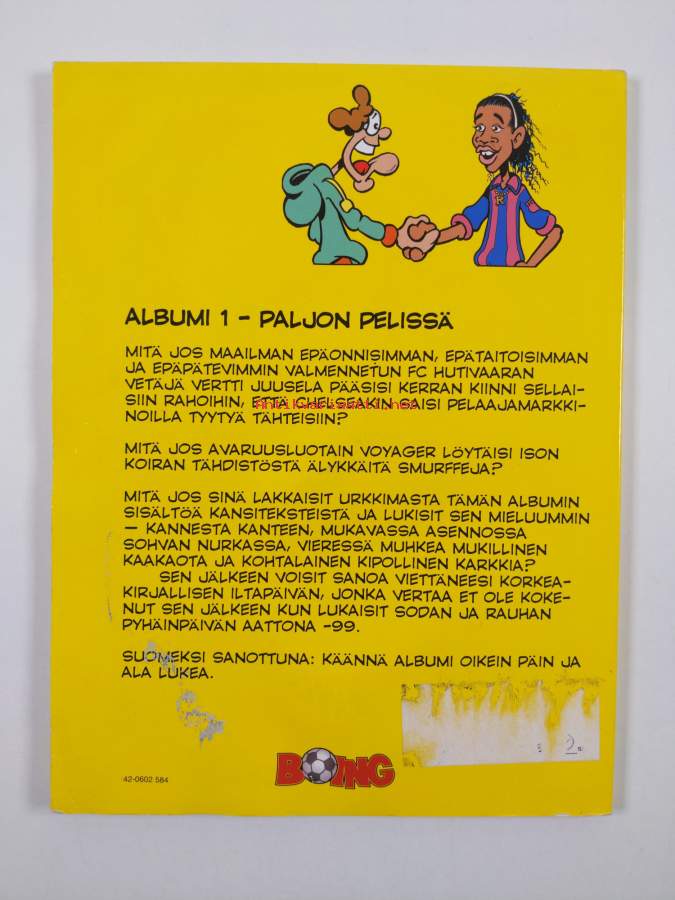 ALBUMI 1 – PALJON PELISSÄ
MITÄ JOS MAAILMAN EPÄONNISIMMAN, EPÄTAITOISIMMAN
JA EPÄPÄTEVIMMIN VALMENNETUN FC HUTIVAARAN
VETÄJÄ VERTTI JUUSELA PÄÄSISI KERRAN KIINNI SELLAI-
SIIN RAHOIHIN, ETTÄ CHELSEAKIN SAISI PELAAJAMARKKI-
Antikvariaatti.net
NOILLA TYYTYÄ TÄHTEISIIN?
MITÄ JOS AVARUUSLUOTAIN VOYAGER LÖYTÄISI ISON
KOIRAN TÄHDISTÖSTÄ ÄLYKKÄITÄ SMURFFEJA?
MITÄ JOS SINÄ LAKKAISIT URKKIMASTA TÄMÄN ALBUMIN
SISÄLTÖÄ KANSITEKSTEISTÄ JA LUKISIT SEN MIELUUMMIN
– KANNESTA KANTEEN, MUKAVASSA ASENNOSSA
SOHVAN NURKASSA, VIERESSÄ MUHKEA MUKILLINEN
KAAKAOTA JA KOHTALAINEN KIPOLLINEN KARKKIA?
SEN JÄLKEEN VOISIT SANOA VIETTÄNEESI KORKEA-
KIRJALLISEN ILTAPÄIVÄN, JONKA VERTAA ET OLE KOKE-
NUT SEN JÄLKEEN KUN LUKAISIT SODAN JA RAUHAN
PYHÄINPÄIVÄN AATTONA -99.
SUOMEKSI SANOTTUNA: KÄÄNNÄ ALBUMI OIKEIN PÄIN JA
ALA LUKEA.
BOING
42-0602 584